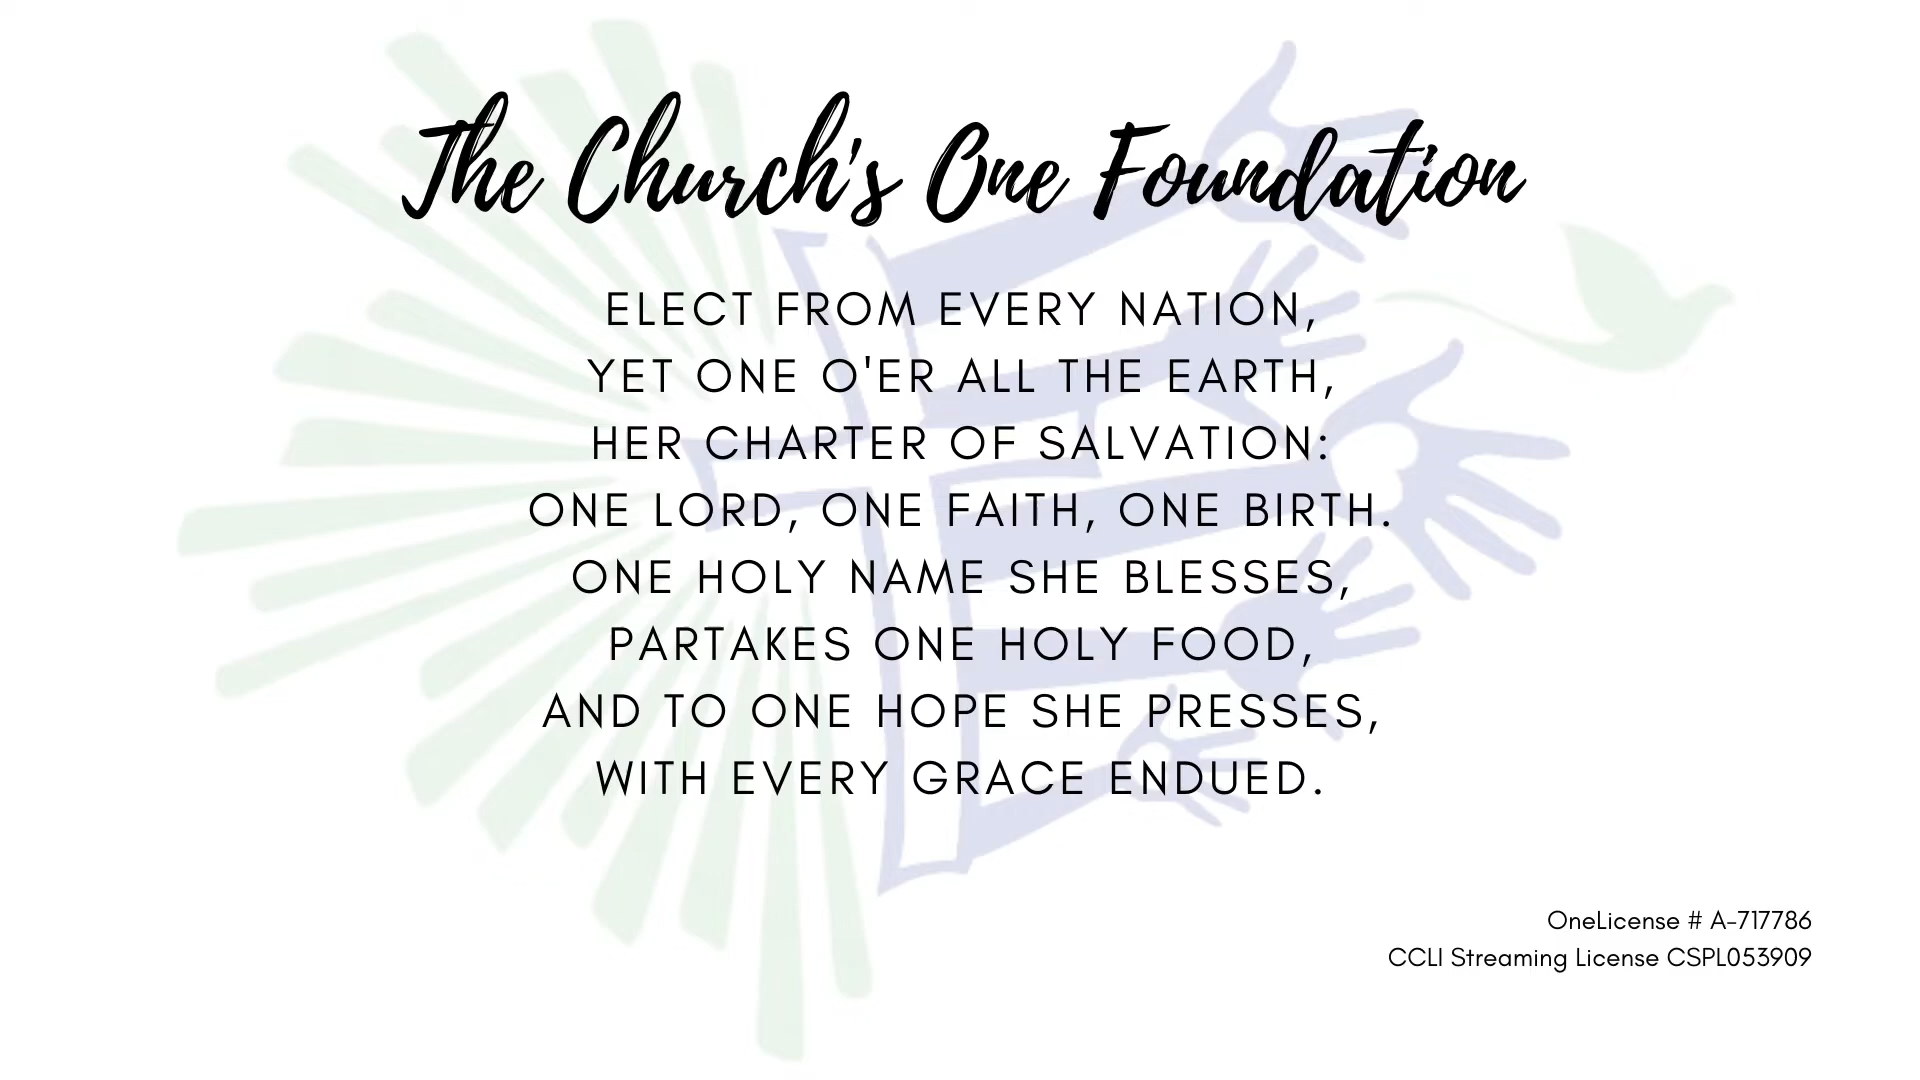 The Church's One Foundation
ELECT FROM EVERY NATION,
YET ONE O'ER ALL THE EARTH,
HER CHARTER OF SALVATION:
ONE LORD, ONE FAITH, ONE BIRTH.
ONE HOLY NAME SHE BLESSES,
PARTAKES ONE HOLY FOOD,
AND TO ONE HOPE SHE PRESSES,
WITH EVERY GRACE ENDUED.
OneLicense # A-717786
CCLI Streaming License CSPL053909